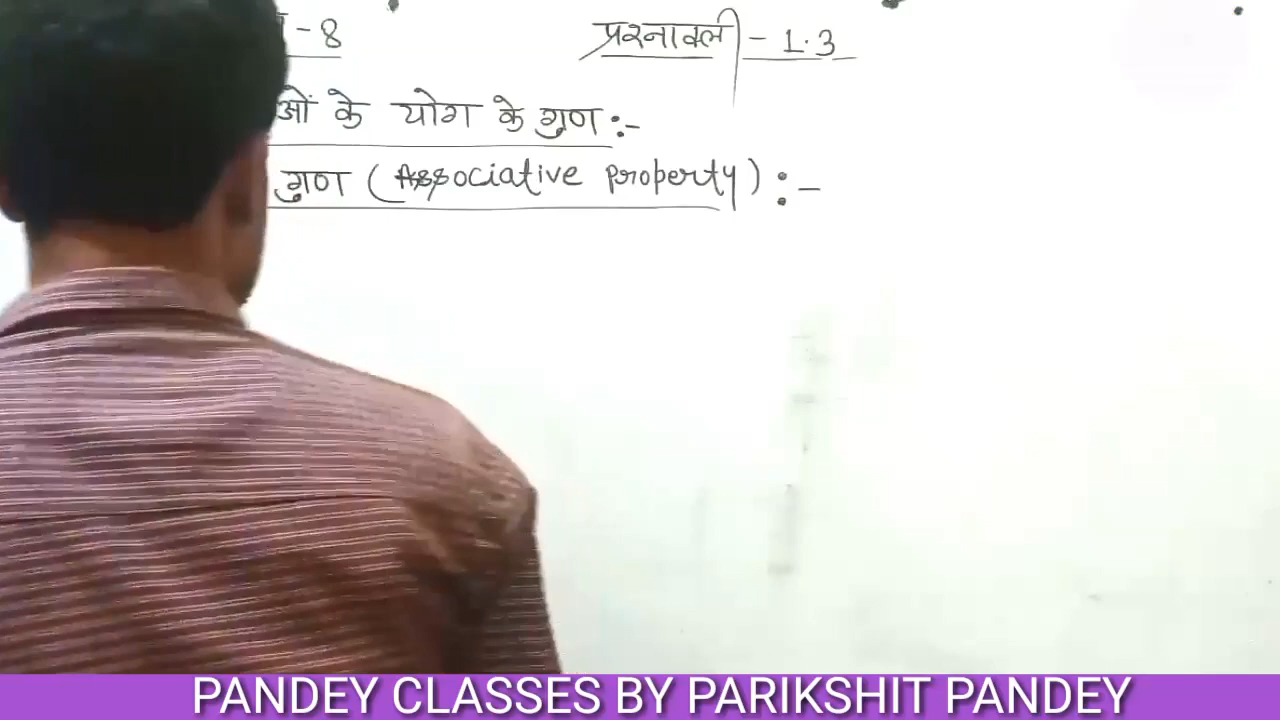 -8 प्रश्नावली - 1.3
ओं के योग के गुण :-
गुण (Associative Property) :-
PANDEY CLASSES BY PARIKSHIT PANDEY